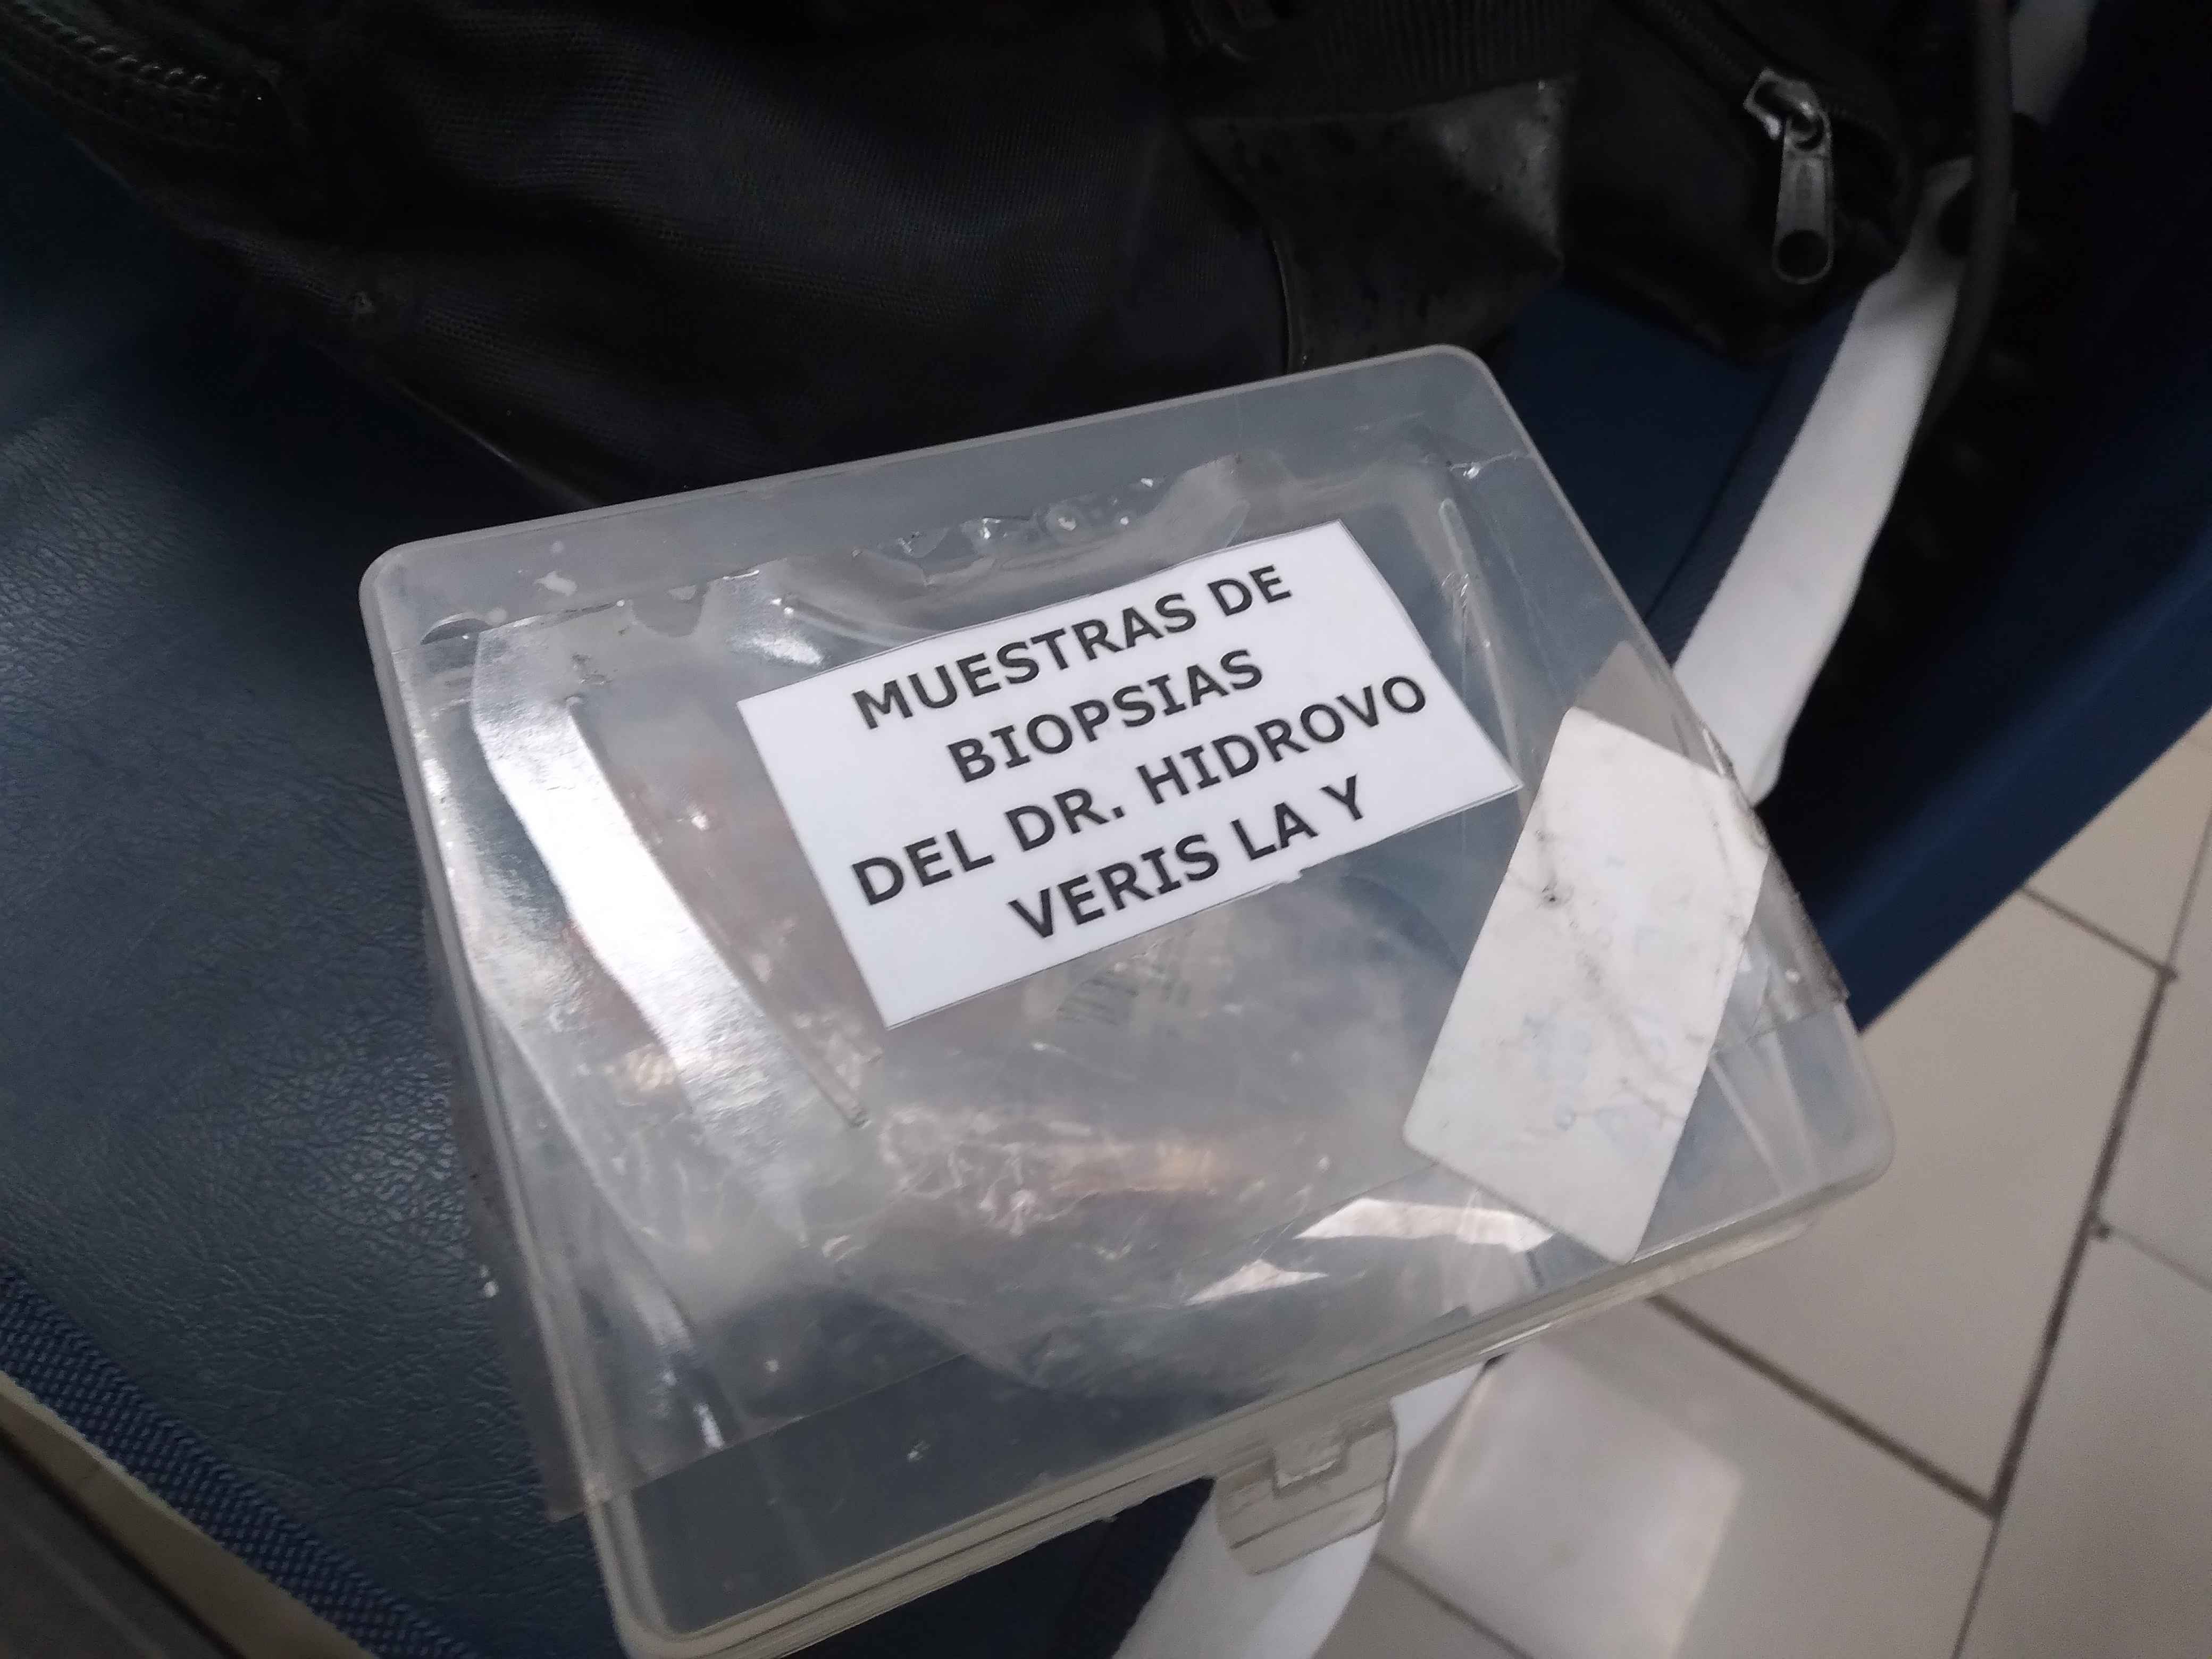 MUESTRAS DE
BIOPSIAS
DEL DR. HIDROVO
VERIS LA Y